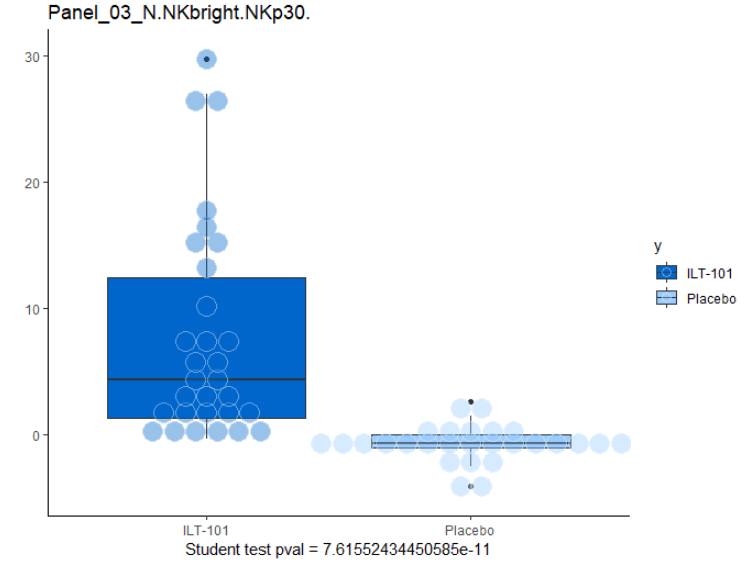 Panel_03_N.NKbright.NKp30.
30
20
10
0
y
ILT-101
Placebo
ILT-101
Placebo
Student test pval = 7.61552434450585e-11